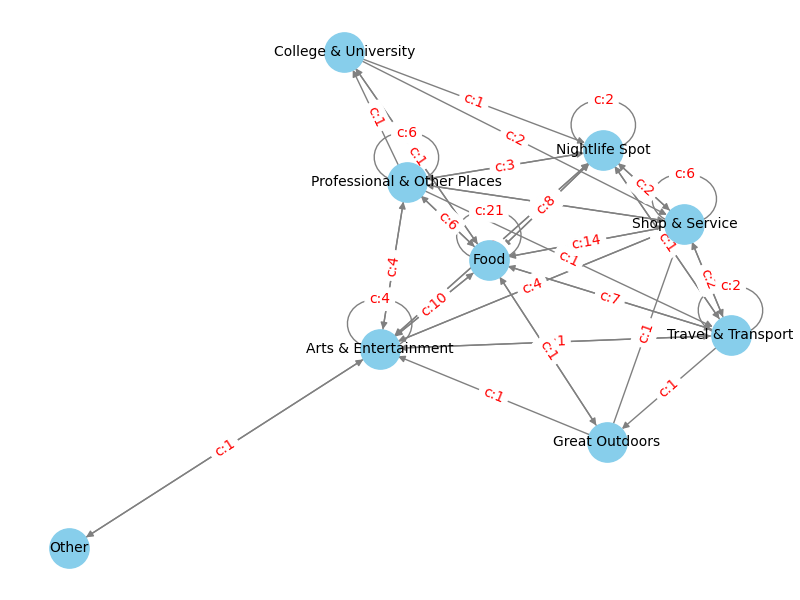 College & University
c:1
c:2
c:1
c:2
Nightlife Spot
c:6
c:1
c:3
c:6
Professional & Other Places
c:2
c:8
c:21
c:6
Shop & Service
c:14
c:1
Food
c:1
c:4
c:4
c:2
c:2
c:7
c:4
c:10
c:1
Travel & Transport
:1
c:1
Arts & Entertainment
c:1
c:1
c:1
Great Outdoors
c:1
Other